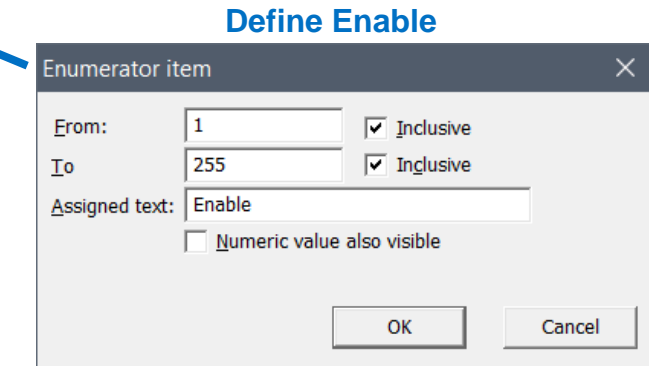 Define Enable
Enumerator item
From: 1 Inclusive
To 255 Inclusive
Assigned text: Enable
Numeric value also visible
OK Cancel